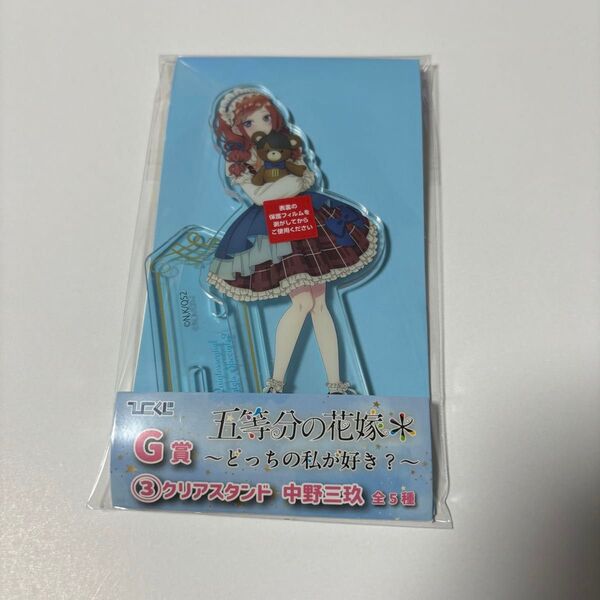 表面の
保護フィルムを
剥がしてから
ご使用ください
©N,K/QS2
ひくじ
G賞
五等分の花嫁＊
～どっちの私が好き？～
③クリアスタンド 中野三玖 全5種